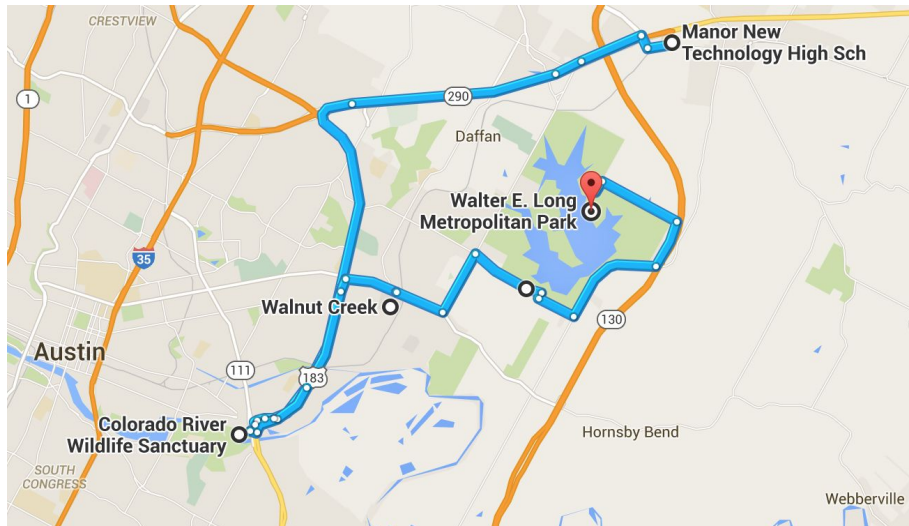 CRESTVIEW
Manor New
Technology High Sch
1
290
Daffan
Walter E. Long
Metropolitan Park
35
Walnut Creek
130
Austin
111
183
Colorado River
Wildlife Sanctuary
Hornsby Bend
SOUTH
CONGRESS
Webberville